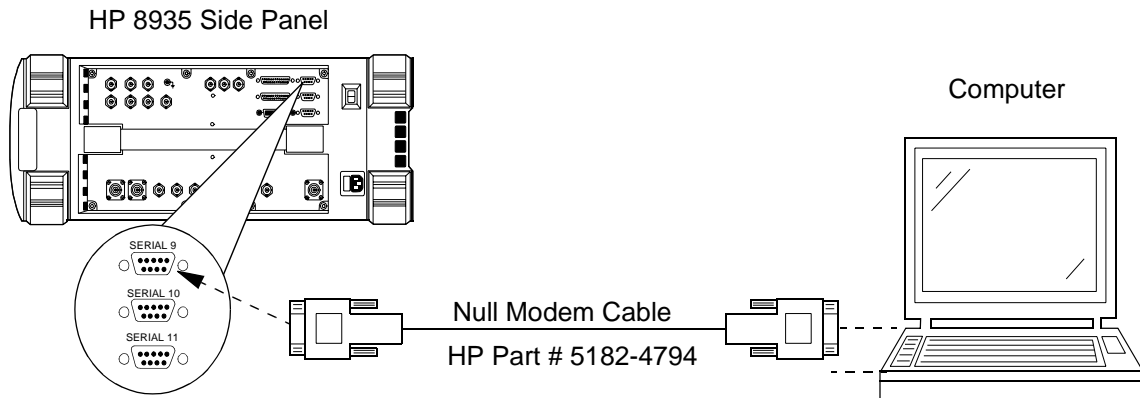 HP 8935 Side Panel
Computer
SERIAL 9
SERIAL 10
SERIAL 11
Null Modem Cable
HP Part # 5182-4794